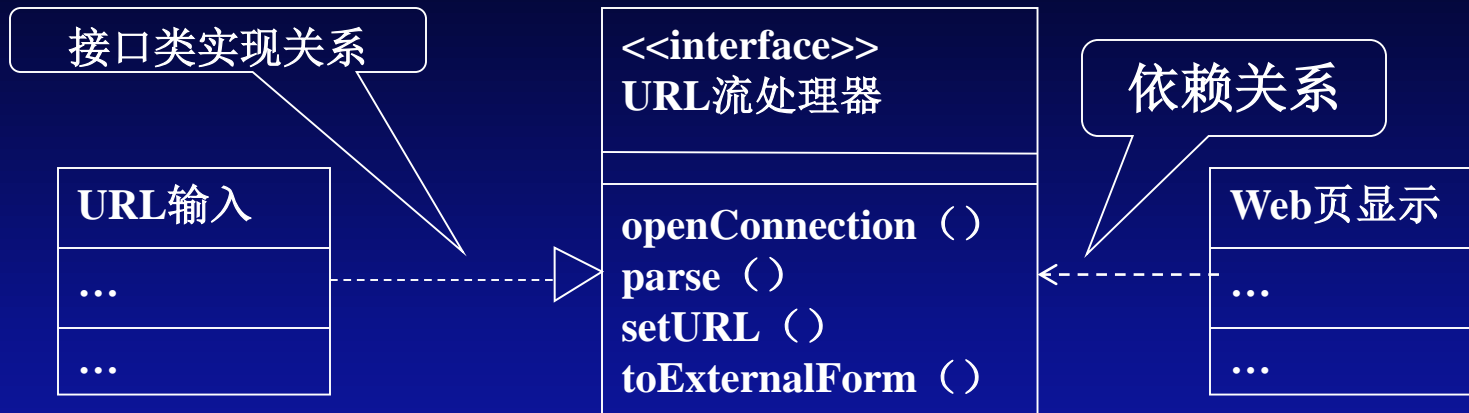 接口类实现关系
<<interface>>
URL流处理器
依赖关系
URL输入
…
…
openConnection（）
parse（）
setURL（）
toExternalForm（）
Web页显示
…
…